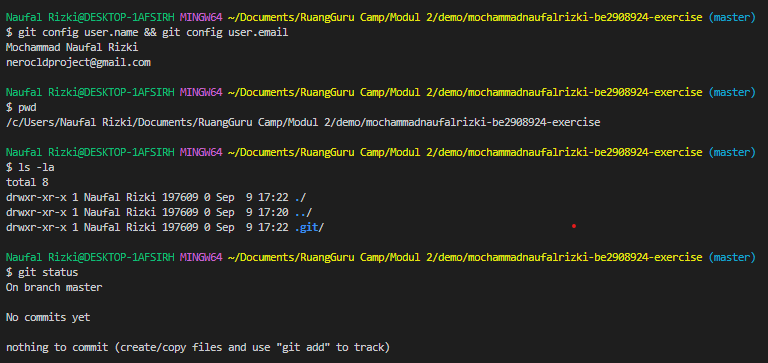 Naufal Rizki@DESKTOP-1AFSIRH MINGW64 ~/Documents/RuangGuru Camp/Modul 2/demo/mochammadnaufalrizki-be2908924-exercise (master)
$ git config user.name && git config user.email
Mochammad Naufal Rizki
nerocldproject@gmail.com
Naufal Rizki@DESKTOP-1AFSIRH MINGW64 ~/Documents/RuangGuru Camp/Modul 2/demo/mochammadnaufalrizki-be2908924-exercise (master)
$ pwd
/c/Users/Naufal Rizki/Documents/RuangGuru Camp/Modul 2/demo/mochammadnaufalrizki-be2908924-exercise
Naufal Rizki@DESKTOP-1AFSIRH MINGW64 ~/Documents/RuangGuru Camp/Modul 2/demo/mochammadnaufalrizki-be2908924-exercise (master)
$ ls -la
total 8
drwxr-xr-x 1 Naufal Rizki 197609 0 Sep  9 17:22 ./
drwxr-xr-x 1 Naufal Rizki 197609 0 Sep  9 17:20 ../
drwxr-xr-x 1 Naufal Rizki 197609 0 Sep  9 17:22 .git/
Naufal Rizki@DESKTOP-1AFSIRH MINGW64 ~/Documents/RuangGuru Camp/Modul 2/demo/mochammadnaufalrizki-be2908924-exercise (master)
$ git status
On branch master
No commits yet
nothing to commit (create/copy files and use "git add" to track)